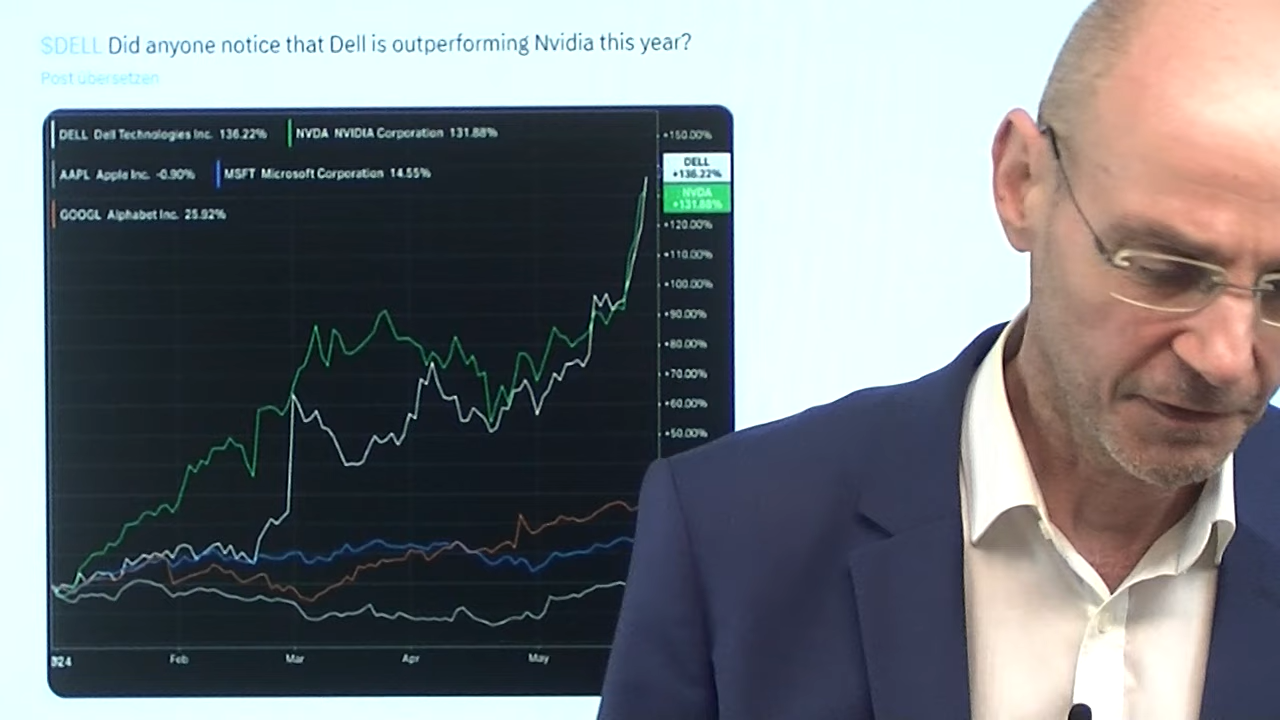 $DELL Did anyone notice that Dell is outperforming Nvidia this year?
Post übersetzen
DELL Dell Technologies Inc. 136.22% NVDA NVIDIA Corporation 131.88%
AAPL Apple Inc. -0.90% MSFT Microsoft Corporation 14.55%
GOOGL Alphabet Inc. 25.92%
+150.00%
DELL
+136.22%
NVDA
+131.88%
+120.00%
+110.00%
+100.00%
+90.00%
+80.00%
+70.00%
+60.00%
+50.00%
Feb Mar Apr May